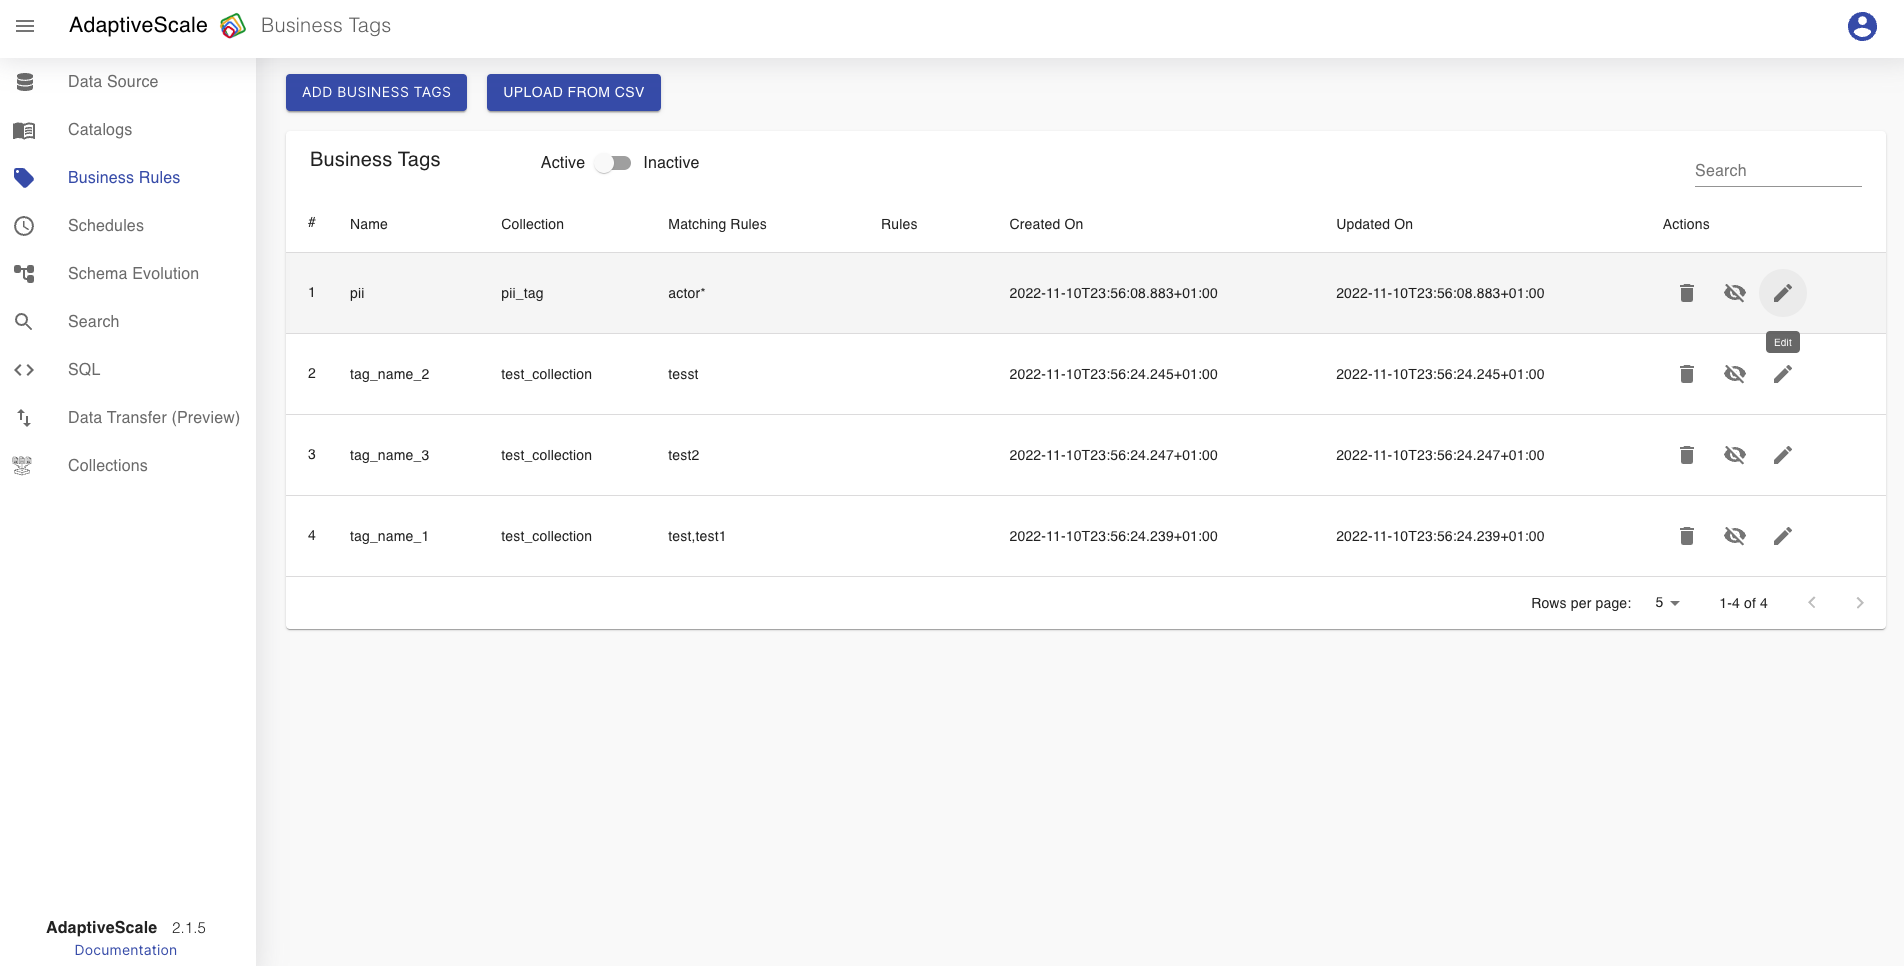 AdaptiveScale Business Tags
Data Source
Catalogs
Business Rules
Schedules
Schema Evolution
Search
SQL
Data Transfer (Preview)
Collections
AdaptiveScale 2.1.5
Documentation
ADD BUSINESS TAGS UPLOAD FROM CSV
Business Tags Active Inactive Search
# Name Collection Matching Rules Rules Created On Updated On Actions
1 pii pii_tag actor* 2022-11-10T23:56:08.883+01:00 2022-11-10T23:56:08.883+01:00
Edit
2 tag_name_2 test_collection tesst 2022-11-10T23:56:24.245+01:00 2022-11-10T23:56:24.245+01:00
3 tag_name_3 test_collection test2 2022-11-10T23:56:24.247+01:00 2022-11-10T23:56:24.247+01:00
4 tag_name_1 test_collection test,test1 2022-11-10T23:56:24.239+01:00 2022-11-10T23:56:24.239+01:00
Rows per page: 5 1-4 of 4